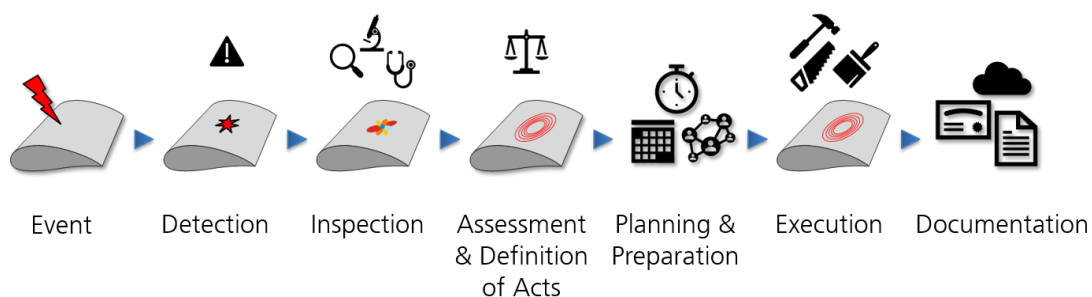 Event
Detection
Inspection
Assessment
& Definition
of Acts
Planning &
Preparation
Execution
Documentation